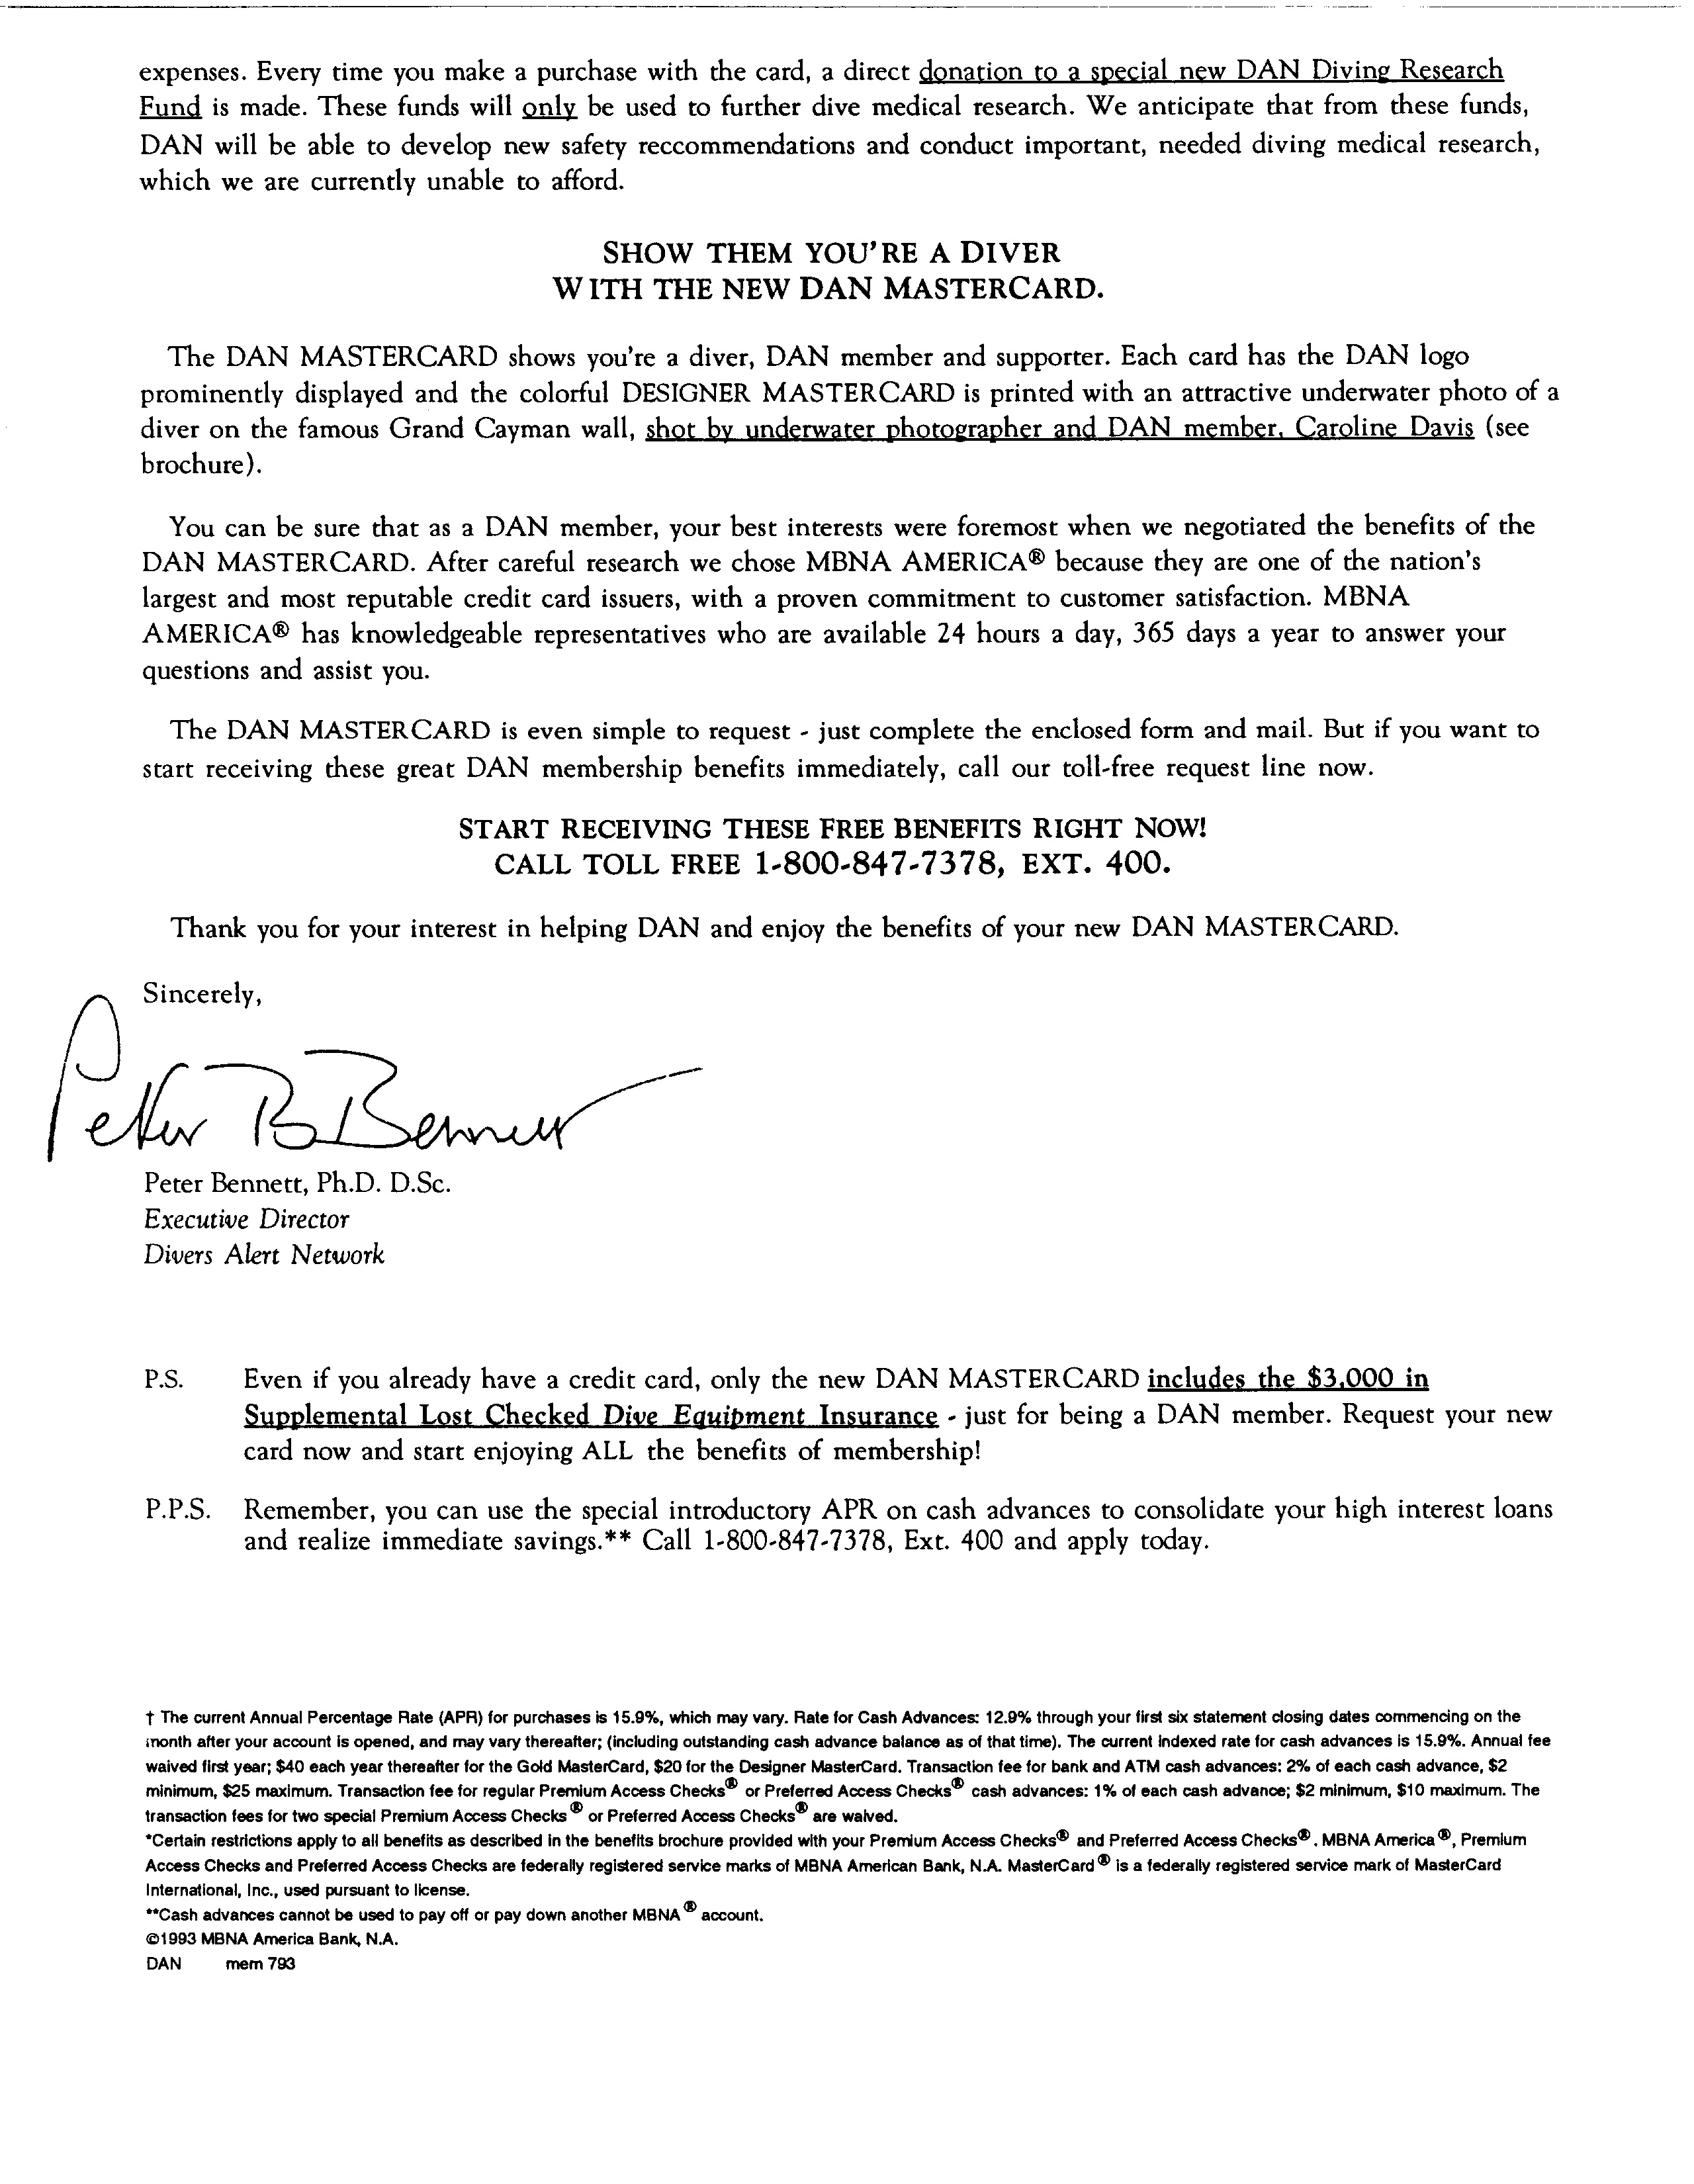 expenses. Every time you make a purchase with the card, a direct donation to a special new DAN Diving Research
Fund is made. These funds will only be used to further dive medical research. We anticipate that from these funds,
DAN will be able to develop new safety reccommendations and conduct important, needed diving medical research,
which we are currently unable to afford.
SHOW THEM YOU'RE A DIVER
WITH THE NEW DAN MASTERCARD.
The DAN MASTERCARD shows you're a diver, DAN member and supporter. Each card has the DAN logo
prominently displayed and the colorful DESIGNER MASTERCARD is printed with an attractive underwater photo of a
diver on the famous Grand Cayman wall, shot by underwater photographer and DAN member, Caroline Davis (see
brochure).
You can be sure that as a DAN member, your best interests were foremost when we negotiated the benefits of the
DAN MASTERCARD. After careful research we chose MBNA AMERICA® because they are one of the nation's
largest and most reputable credit card issuers, with a proven commitment to customer satisfaction. MBNA
AMERICA® has knowledgeable representatives who are available 24 hours a day, 365 days a year to answer your
questions and assist you.
The DAN MASTERCARD is even simple to request - just complete the enclosed form and mail. But if you want to
start receiving these great DAN membership benefits immediately, call our toll-free request line now.
START RECEIVING THESE FREE BENEFITS RIGHT NOW!
CALL TOLL FREE 1-800-847-7378, EXT. 400.
Thank you for your interest in helping DAN and enjoy the benefits of your new DAN MASTERCARD.
Sincerely,
Peter B Bennett
Peter Bennett, Ph.D. D.Sc.
Executive Director
Divers Alert Network
P.S. Even if you already have a credit card, only the new DAN MASTERCARD includes the $3,000 in
Supplemental Lost Checked Dive Equipment Insurance - just for being a DAN member. Request your new
card now and start enjoying ALL the benefits of membership!
P.P.S. Remember, you can use the special introductory APR on cash advances to consolidate your high interest loans
and realize immediate savings.** Call 1-800-847-7378, Ext. 400 and apply today.
† The current Annual Percentage Rate (APR) for purchases is 15.9%, which may vary. Rate for Cash Advances: 12.9% through your first six statement closing dates commencing on the
month after your account is opened, and may vary thereafter; (including outstanding cash advance balance as of that time). The current indexed rate for cash advances is 15.9%. Annual fee
waived first year; $40 each year thereafter for the Gold MasterCard, $20 for the Designer MasterCard. Transaction fee for bank and ATM cash advances: 2% of each cash advance, $2
minimum, $25 maximum. Transaction fee for regular Premium Access Checks® or Preferred Access Checks® cash advances: 1% of each cash advance; $2 minimum, $10 maximum. The
transaction fees for two special Premium Access Checks® or Preferred Access Checks® are waived.
*Certain restrictions apply to all benefits as described in the benefits brochure provided with your Premium Access Checks® and Preferred Access Checks®. MBNA America®, Premium
Access Checks and Preferred Access Checks are federally registered service marks of MBNA American Bank, N.A. MasterCard® is a federally registered service mark of MasterCard
International, Inc., used pursuant to license.
**Cash advances cannot be used to pay off or pay down another MBNA® account.
©1993 MBNA America Bank, N.A.
DAN mem 793